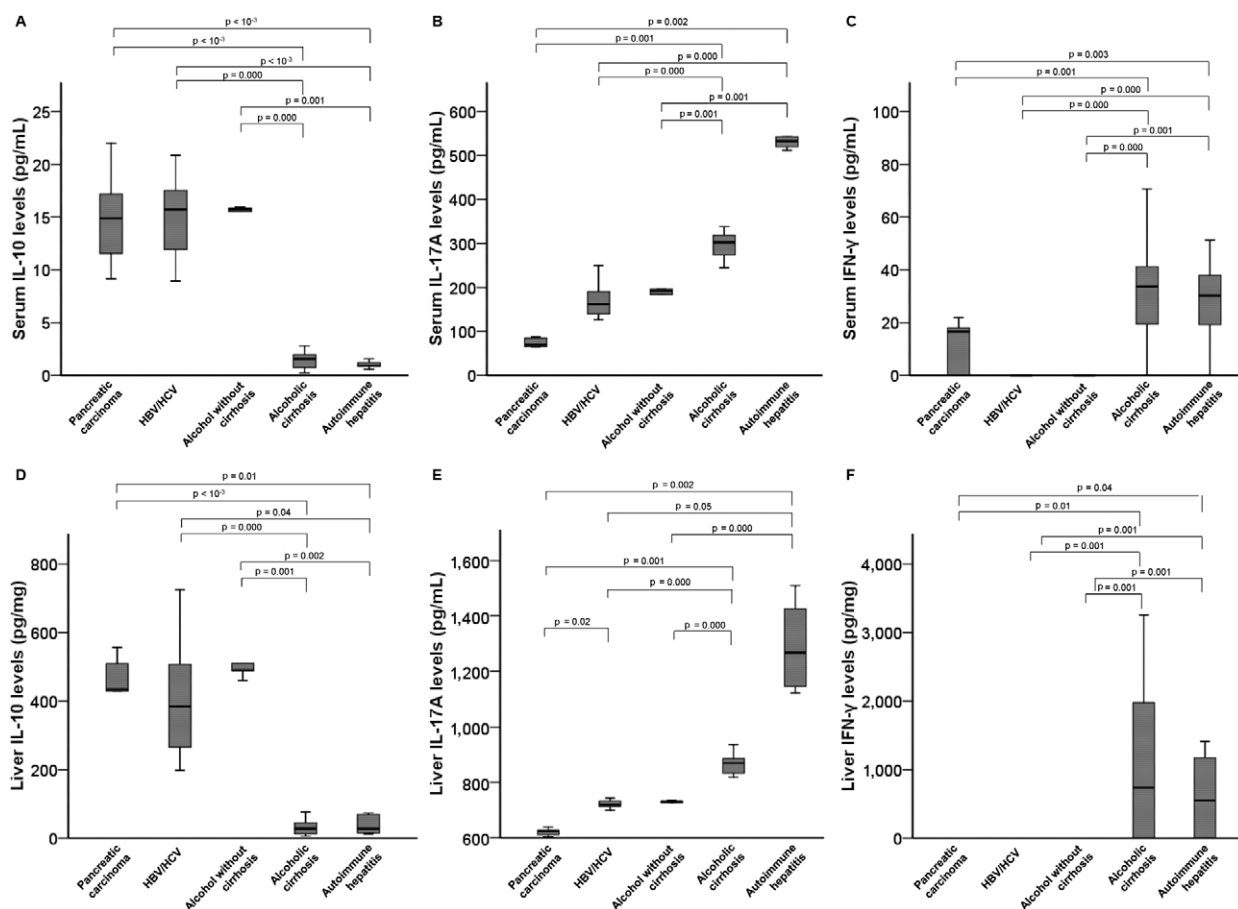 A
p < 10-3
p < 10-3
p < 10-3
p = 0.000
p = 0.001
p = 0.000
Serum IL-10 levels (pg/mL)
25
20
15
10
5
0
Pancreatic
carcinoma
HBV/HCV
Alcohol without
cirrhosis
Alcoholic
cirrhosis
Autoimmune
hepatitis
B
p = 0.002
p = 0.001
p = 0.000
p = 0.000
p = 0.001
p = 0.001
Serum IL-17A levels (pg/mL)
600
500
300
200
100
0
Pancreatic
carcinoma
HBV/HCV
Alcohol without
cirrhosis
Alcoholic
cirrhosis
Autoimmune
hepatitis
C
p = 0.003
p = 0.001
p = 0.000
p = 0.000
p = 0.001
p = 0.000
Serum IFN-γ levels (pg/mL)
100
80
60
40
20
0
Pancreatic
carcinoma
HBV/HCV
Alcohol without
cirrhosis
Alcoholic
cirrhosis
Autoimmune
hepatitis
D
p = 0.01
p < 10-3
p = 0.04
p = 0.000
p = 0.002
p = 0.001
Liver IL-10 levels (pg/mg)
800
600
400
200
0
Pancreatic
carcinoma
HBV/HCV
Alcohol without
cirrhosis
Alcoholic
cirrhosis
Autoimmune
hepatitis
E
p = 0.002
p = 0.05
p = 0.000
p = 0.001
p = 0.000
p = 0.02
p = 0.000
Liver IL-17A levels (pg/mL)
1,600
1,400
1,200
1,000
800
600
Pancreatic
carcinoma
HBV/HCV
Alcohol without
cirrhosis
Alcoholic
cirrhosis
Autoimmune
hepatitis
F
p = 0.04
p = 0.01
p = 0.001
p = 0.001
p = 0.001
p = 0.001
Liver IFN-γ levels (pg/mg)
4,000
3,000
2,000
1,000
0
Pancreatic
carcinoma
HBV/HCV
Alcohol without
cirrhosis
Alcoholic
cirrhosis
Autoimmune
hepatitis